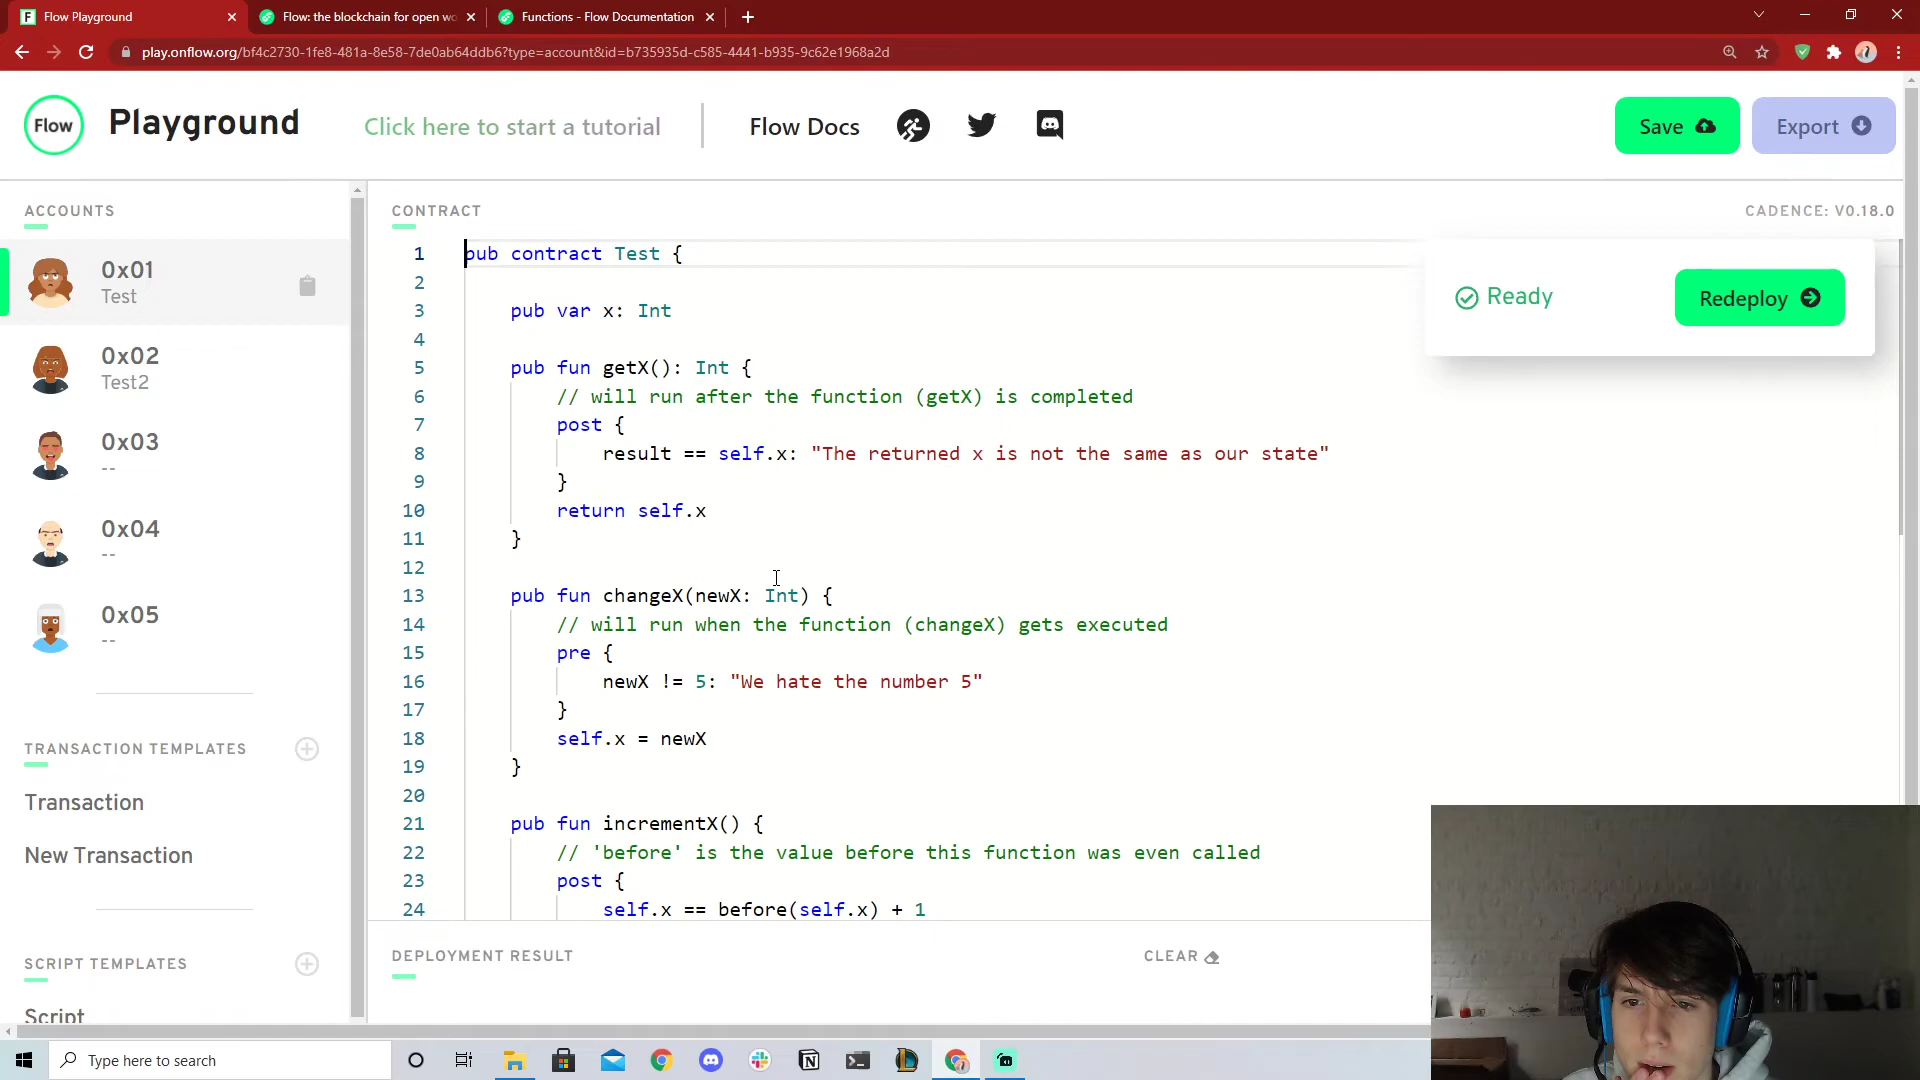 Flow Playground
Flow: the blockchain for open wo
Functions - Flow Documentation
play.onflow.org/bf4c2730-1fe8-481a-8e58-7de0ab64ddb6?type=account&id=b735935d-c585-4441-b935-9c62e1968a2d
Flow
Playground
Click here to start a tutorial
Flow Docs
Save
Export
ACCOUNTS
0x01
Test
0x02
Test2
0x03
--
0x04
--
0x05
--
TRANSACTION TEMPLATES
Transaction
New Transaction
SCRIPT TEMPLATES
Script
CONTRACT
CADENCE: V0.18.0
Ready
Redeploy
1 pub contract Test {
2
3 pub var x: Int
4
5 pub fun getX(): Int {
6 // will run after the function (getX) is completed
7 post {
8 result == self.x: "The returned x is not the same as our state"
9 }
10 return self.x
11 }
12
13 pub fun changeX(newX: Int) {
14 // will run when the function (changeX) gets executed
15 pre {
16 newX != 5: "We hate the number 5"
17 }
18 self.x = newX
19 }
20
21 pub fun incrementX() {
22 // 'before' is the value before this function was even called
23 post {
24 self.x == before(self.x) + 1
DEPLOYMENT RESULT
CLEAR
Type here to search